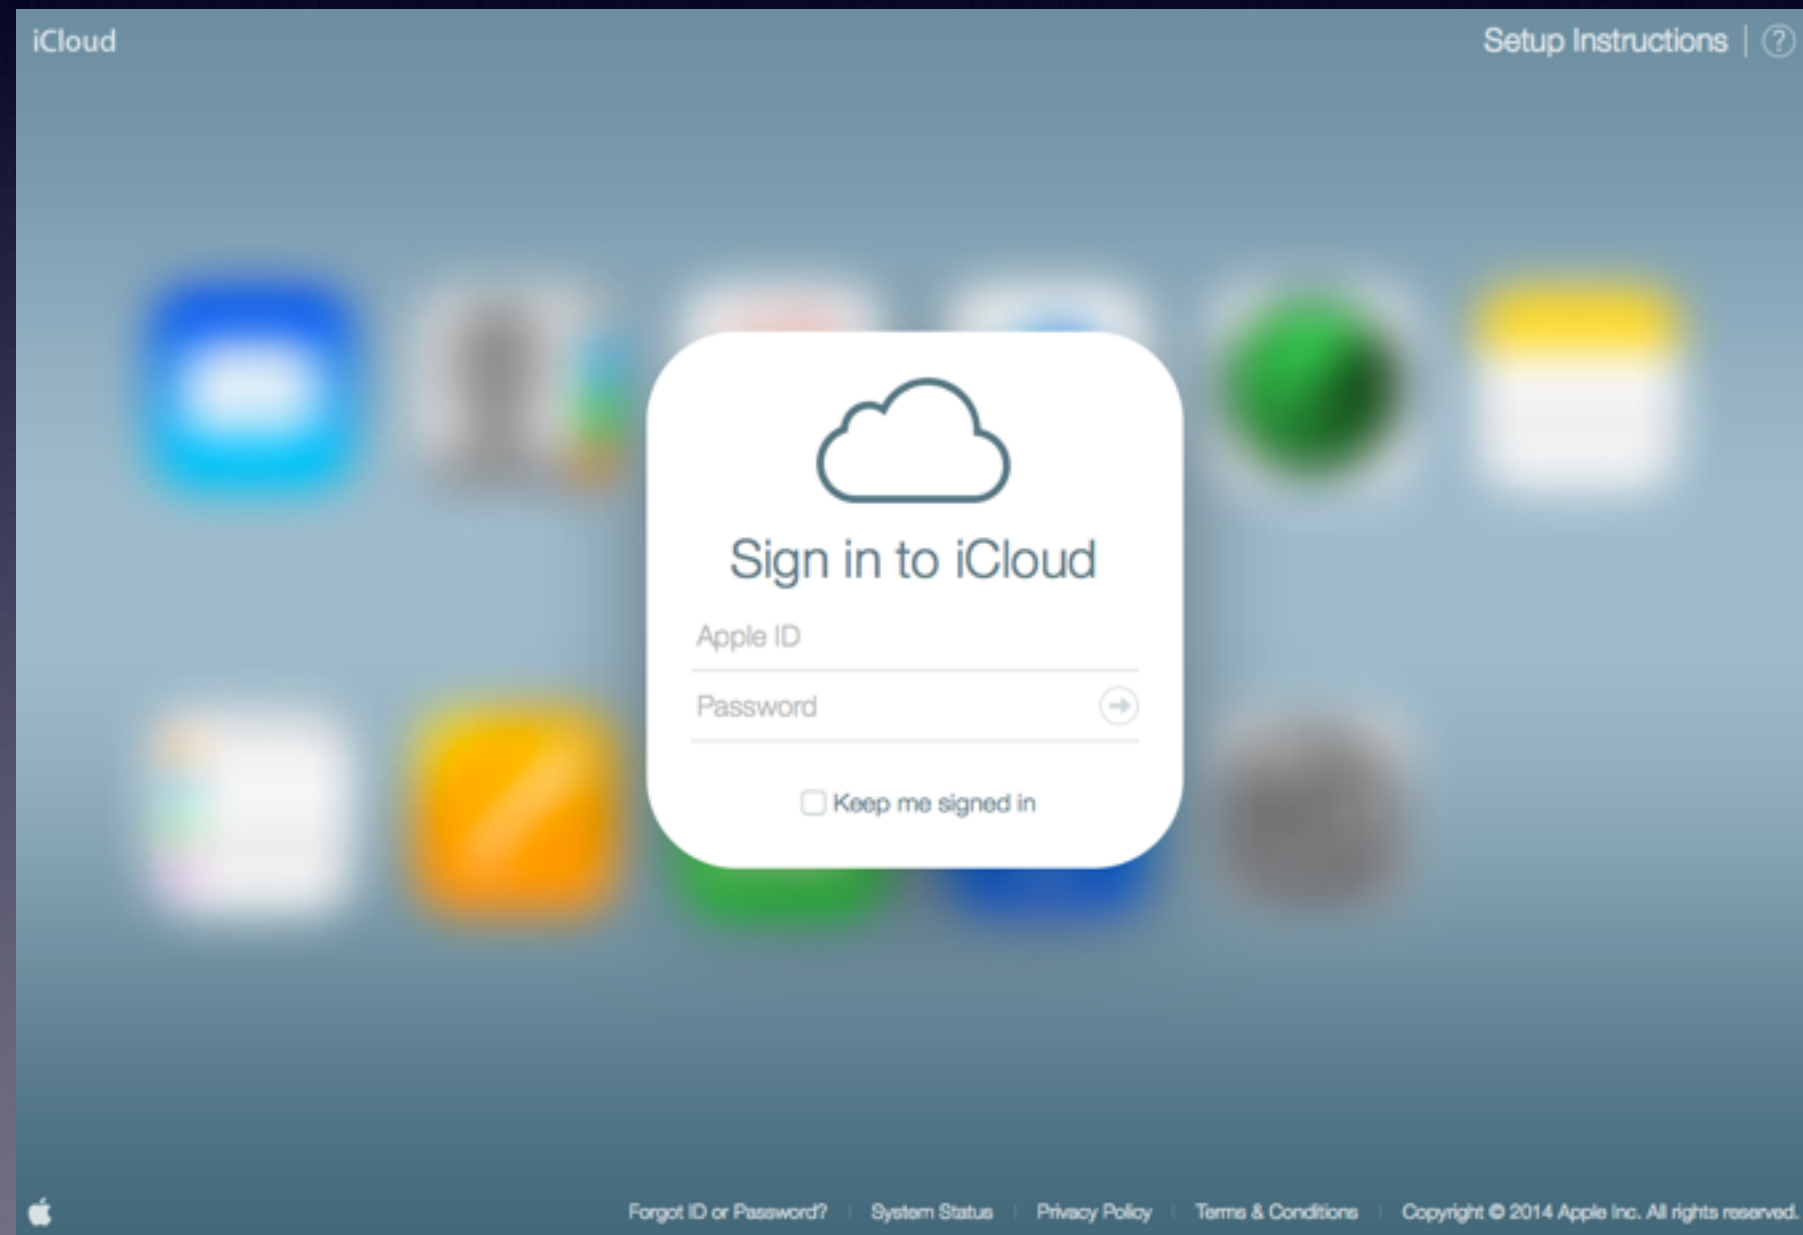 iCloud
Setup Instructions | ?
Sign in to iCloud
Apple ID
Password
Keep me signed in
Forgot ID or Password? | System Status | Privacy Policy | Terms & Conditions | Copyright © 2014 Apple Inc. All rights reserved.